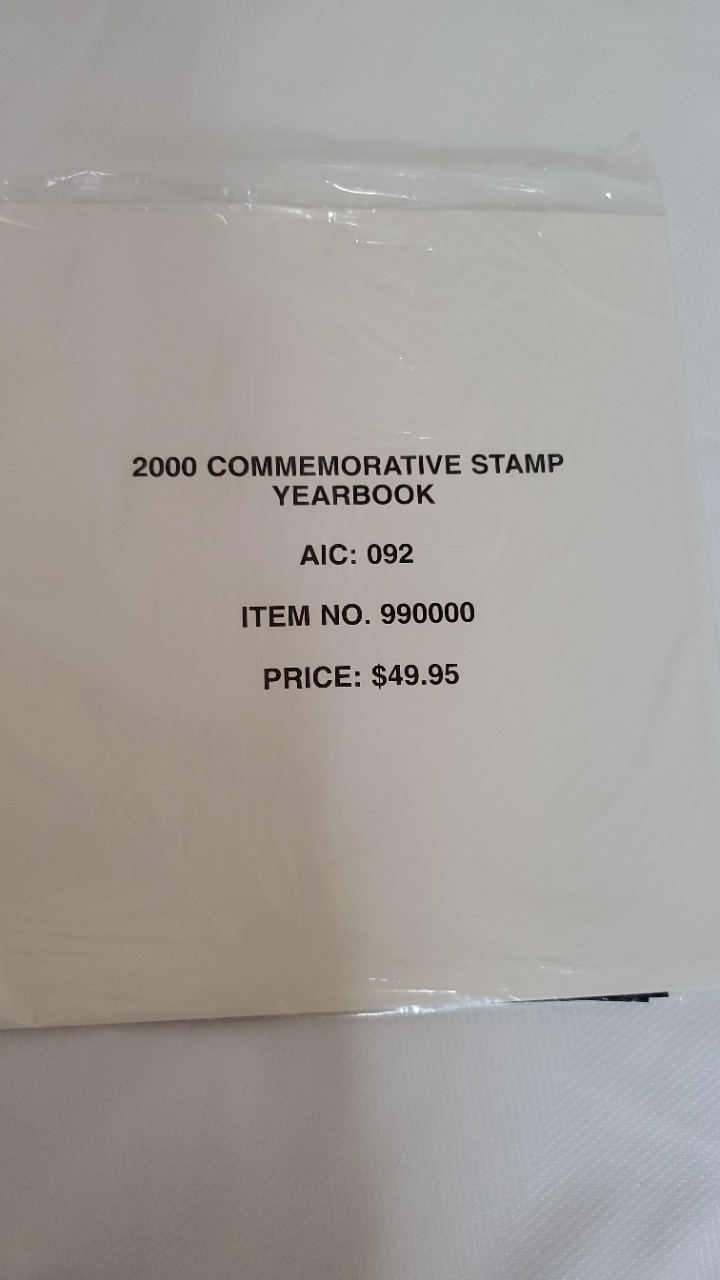 2000 COMMEMORATIVE STAMP
YEARBOOK
AIC: 092
ITEM NO. 990000
PRICE: $49.95